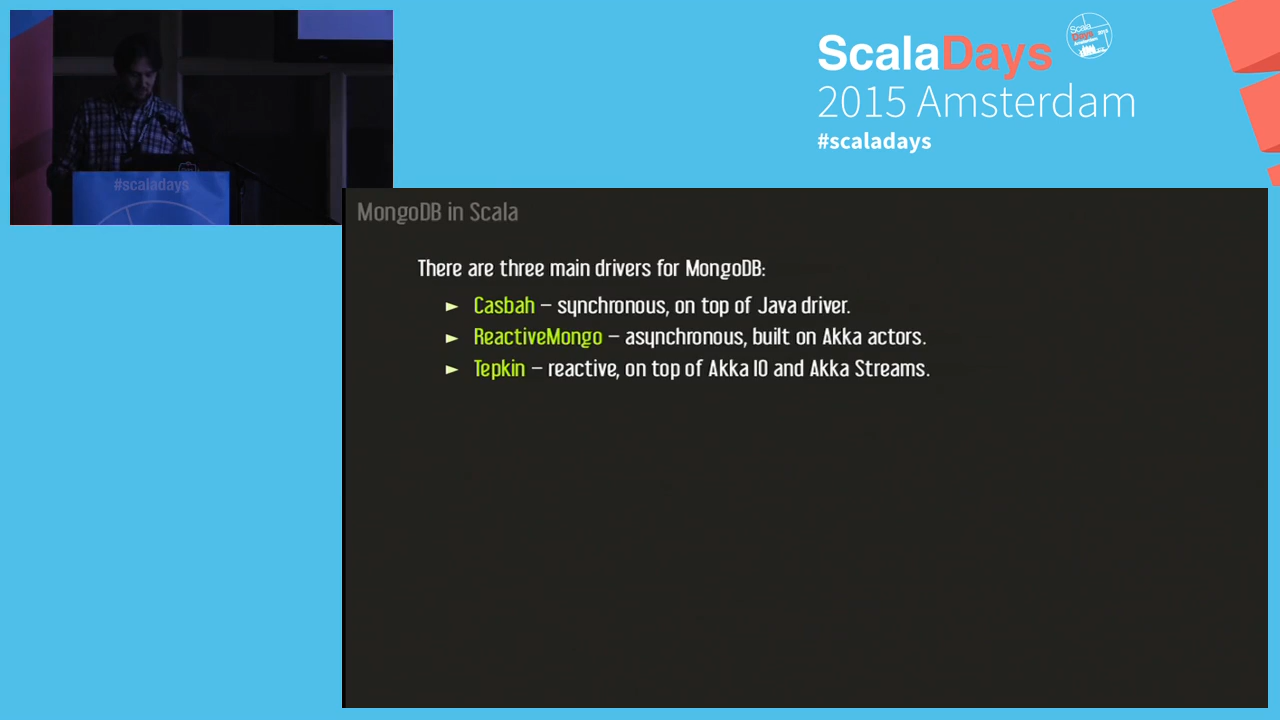 ScalaDays
2015 Amsterdam
#scaladays
#scaladays
MongoDB in Scala
There are three main drivers for MongoDB:
► Casbah – synchronous, on top of Java driver.
► ReactiveMongo – asynchronous, built on Akka actors.
► Tepkin – reactive, on top of Akka IO and Akka Streams.